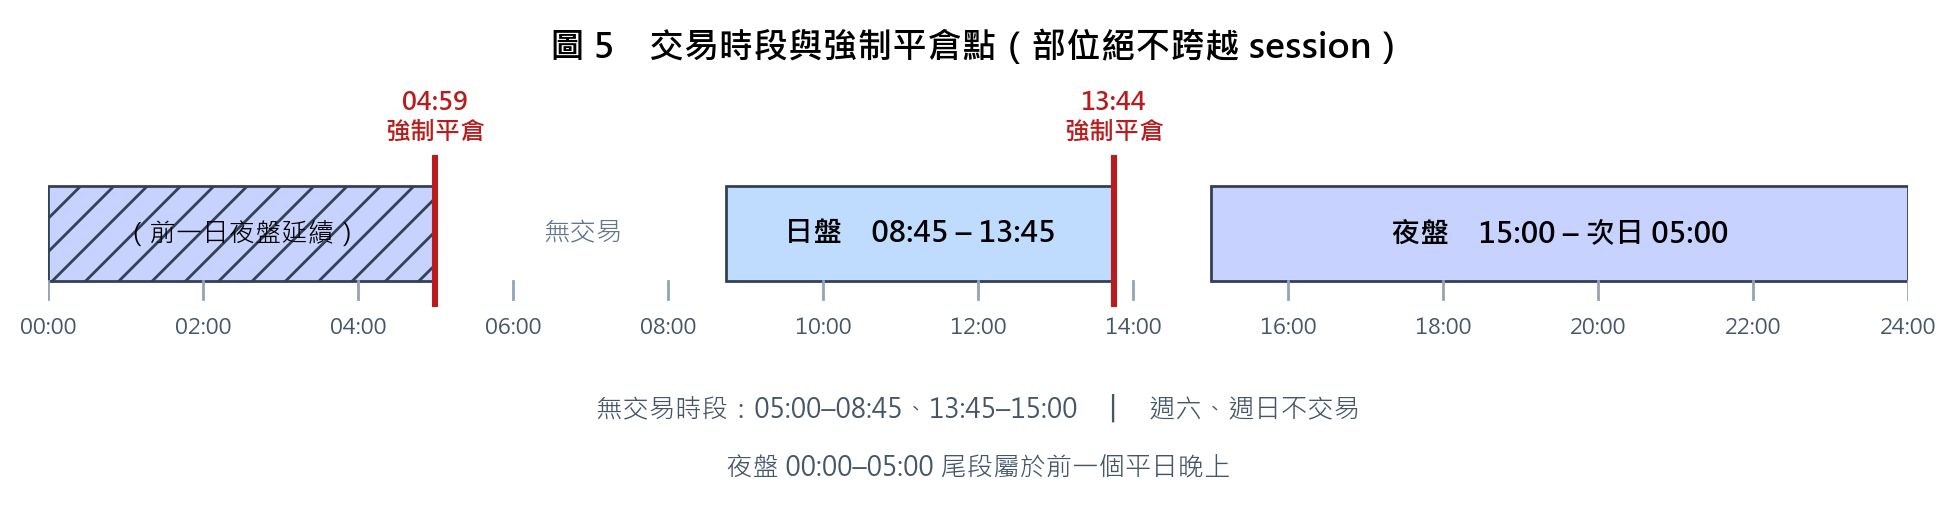 圖 5　交易時段與強制平倉點（部位絕不跨越 session）
04:59
強制平倉
13:44
強制平倉
（前一日夜盤延續）
無交易
日盤　08:45 – 13:45
夜盤　15:00 – 次日 05:00
00:00
02:00
04:00
06:00
08:00
10:00
12:00
14:00
16:00
18:00
20:00
22:00
24:00
無交易時段：05:00–08:45、13:45–15:00　|　週六、週日不交易
夜盤 00:00–05:00 尾段屬於前一個平日晚上